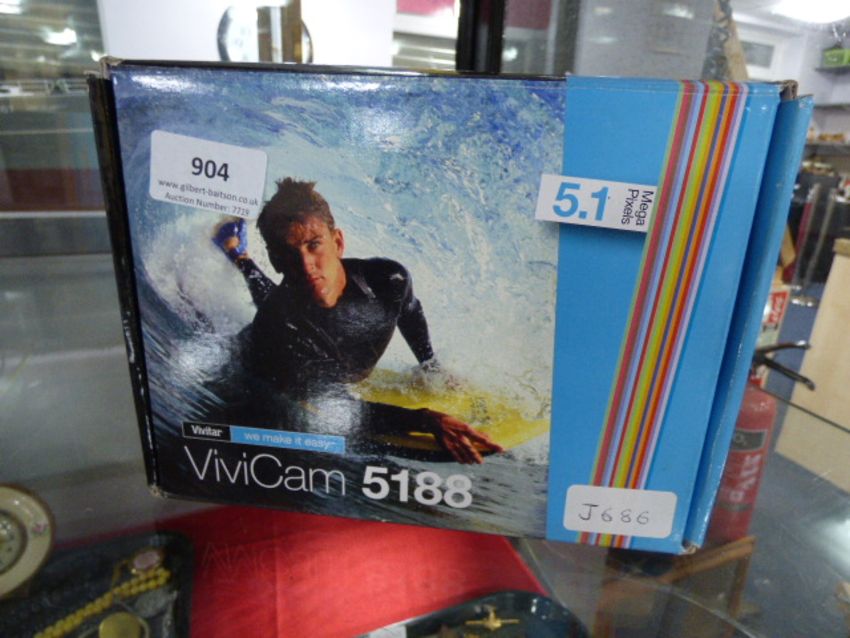 904
www.gilbert-baitson.co.uk
Auction Number: 7719
5.1 Mega
Pixels
Vivitar we make it easy™
ViviCam 5188
J686